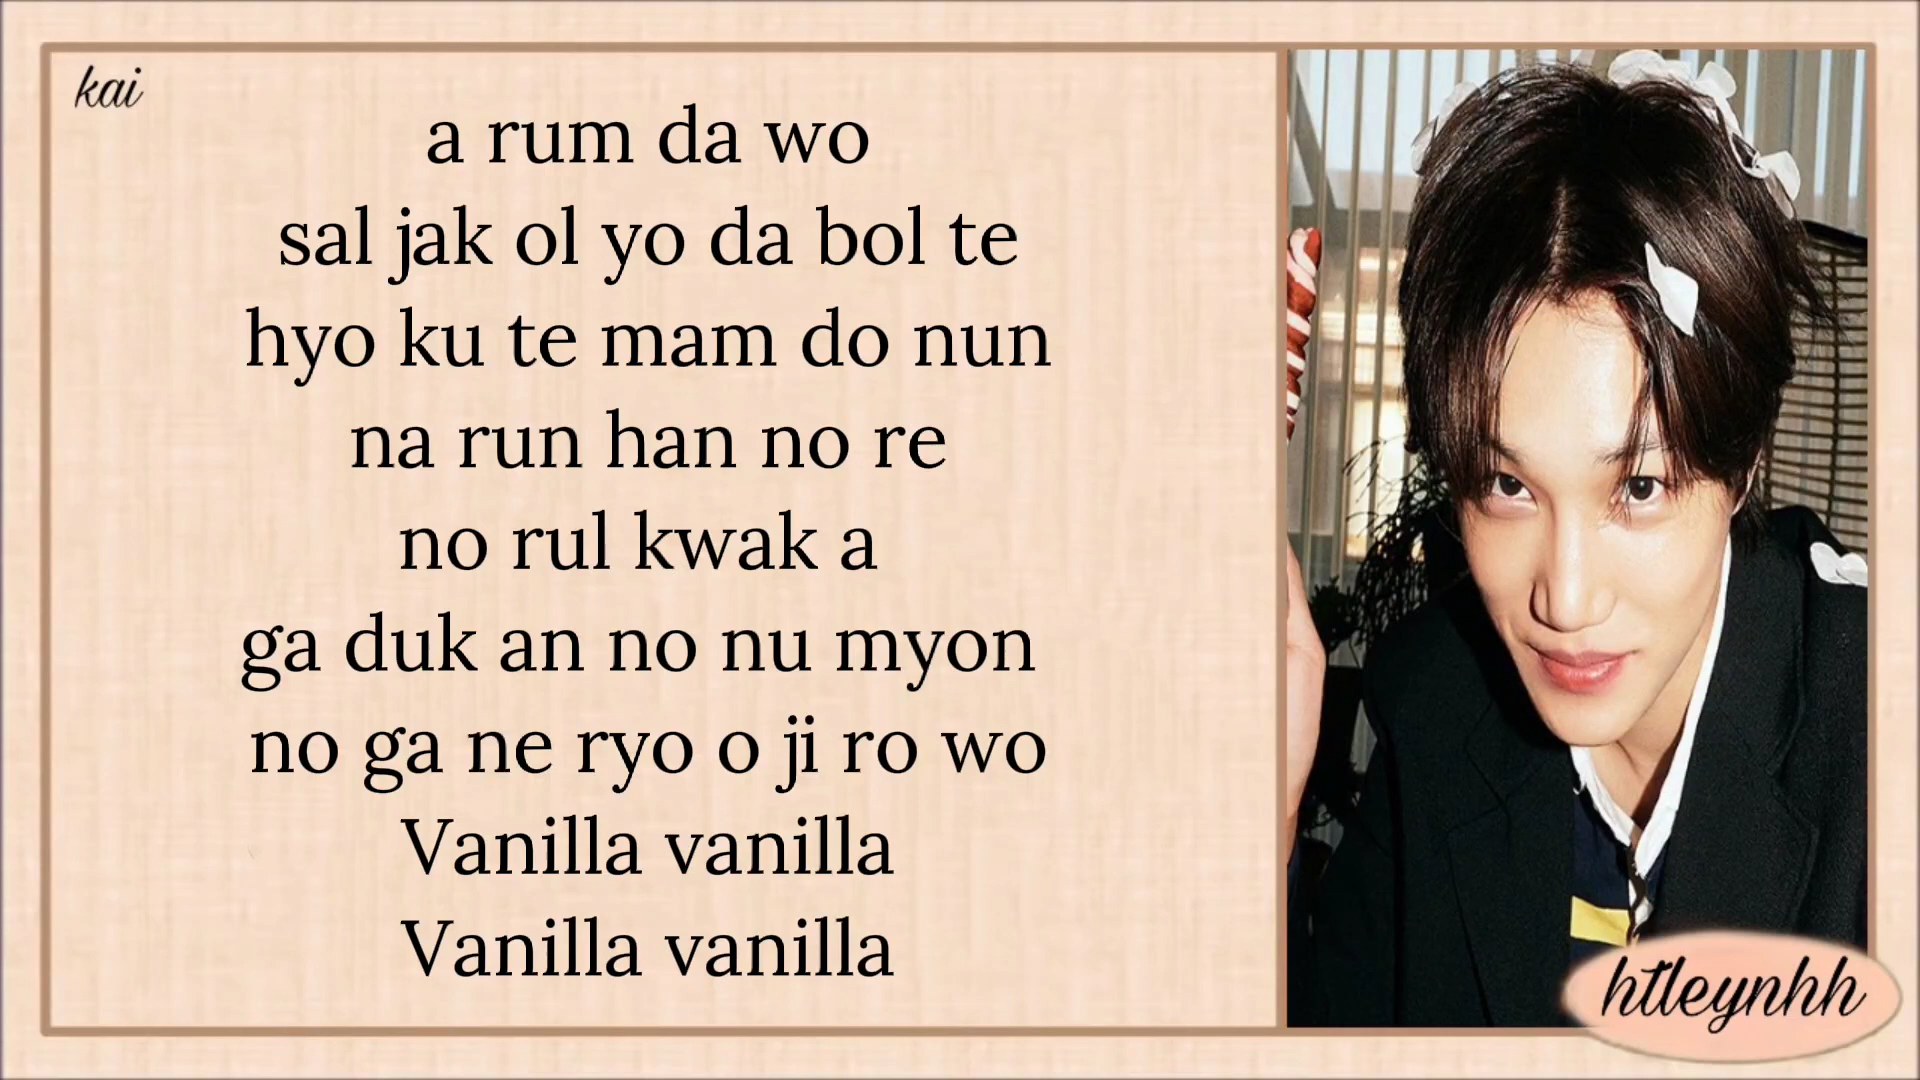 kai
a rum da wo
sal jak ol yo da bol te
hyo ku te mam do nun
na run han no re
no rul kwak a
ga duk an no nu myon
no ga ne ryo o ji ro wo
Vanilla vanilla
Vanilla vanilla
htleynhh